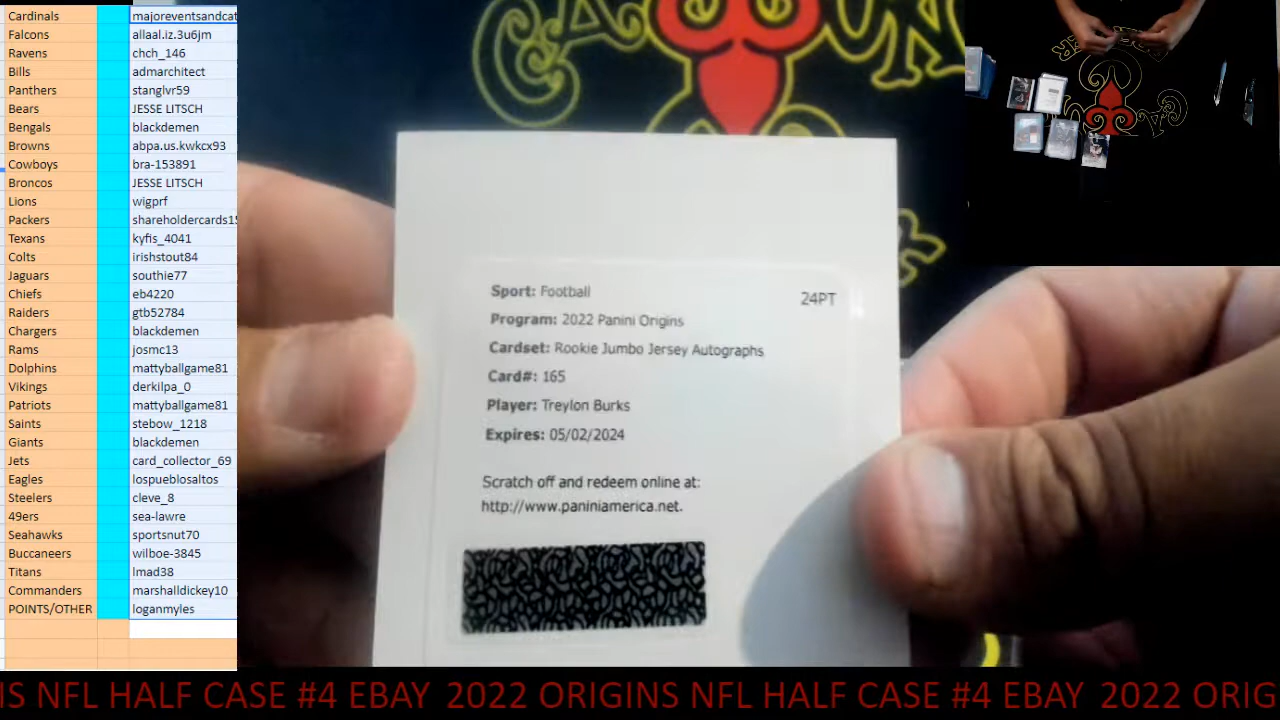 Cardinals majoreventsandcat
Falcons allaal.iz.3u6jm
Ravens chch_146
Bills admarchitect
Panthers stanglvr59
Bears JESSE LITSCH
Bengals blackdemen
Browns abpa.us.kwkcx93
Cowboys bra-153891
Broncos JESSE LITSCH
Lions wigprf
Packers shareholdercards15
Texans kyfis_4041
Colts irishstout84
Jaguars southie77
Chiefs eb4220
Raiders gtb52784
Chargers blackdemen
Rams josmc13
Dolphins mattyballgame81
Vikings derkilpa_0
Patriots mattyballgame81
Saints stebow_1218
Giants blackdemen
Jets card_collector_69
Eagles lospueblosaltos
Steelers cleve_8
49ers sea-lawre
Seahawks sportsnut70
Buccaneers wilboe-3845
Titans lmad38
Commanders marshalldickey10
POINTS/OTHER loganmyles
Sport: Football 24PT
Program: 2022 Panini Origins
Cardset: Rookie Jumbo Jersey Autographs
Card#: 165
Player: Treylon Burks
Expires: 05/02/2024
Scratch off and redeem online at:
http://www.paniniamerica.net.
IS NFL HALF CASE #4 EBAY 2022 ORIGINS NFL HALF CASE #4 EBAY 2022 ORIG